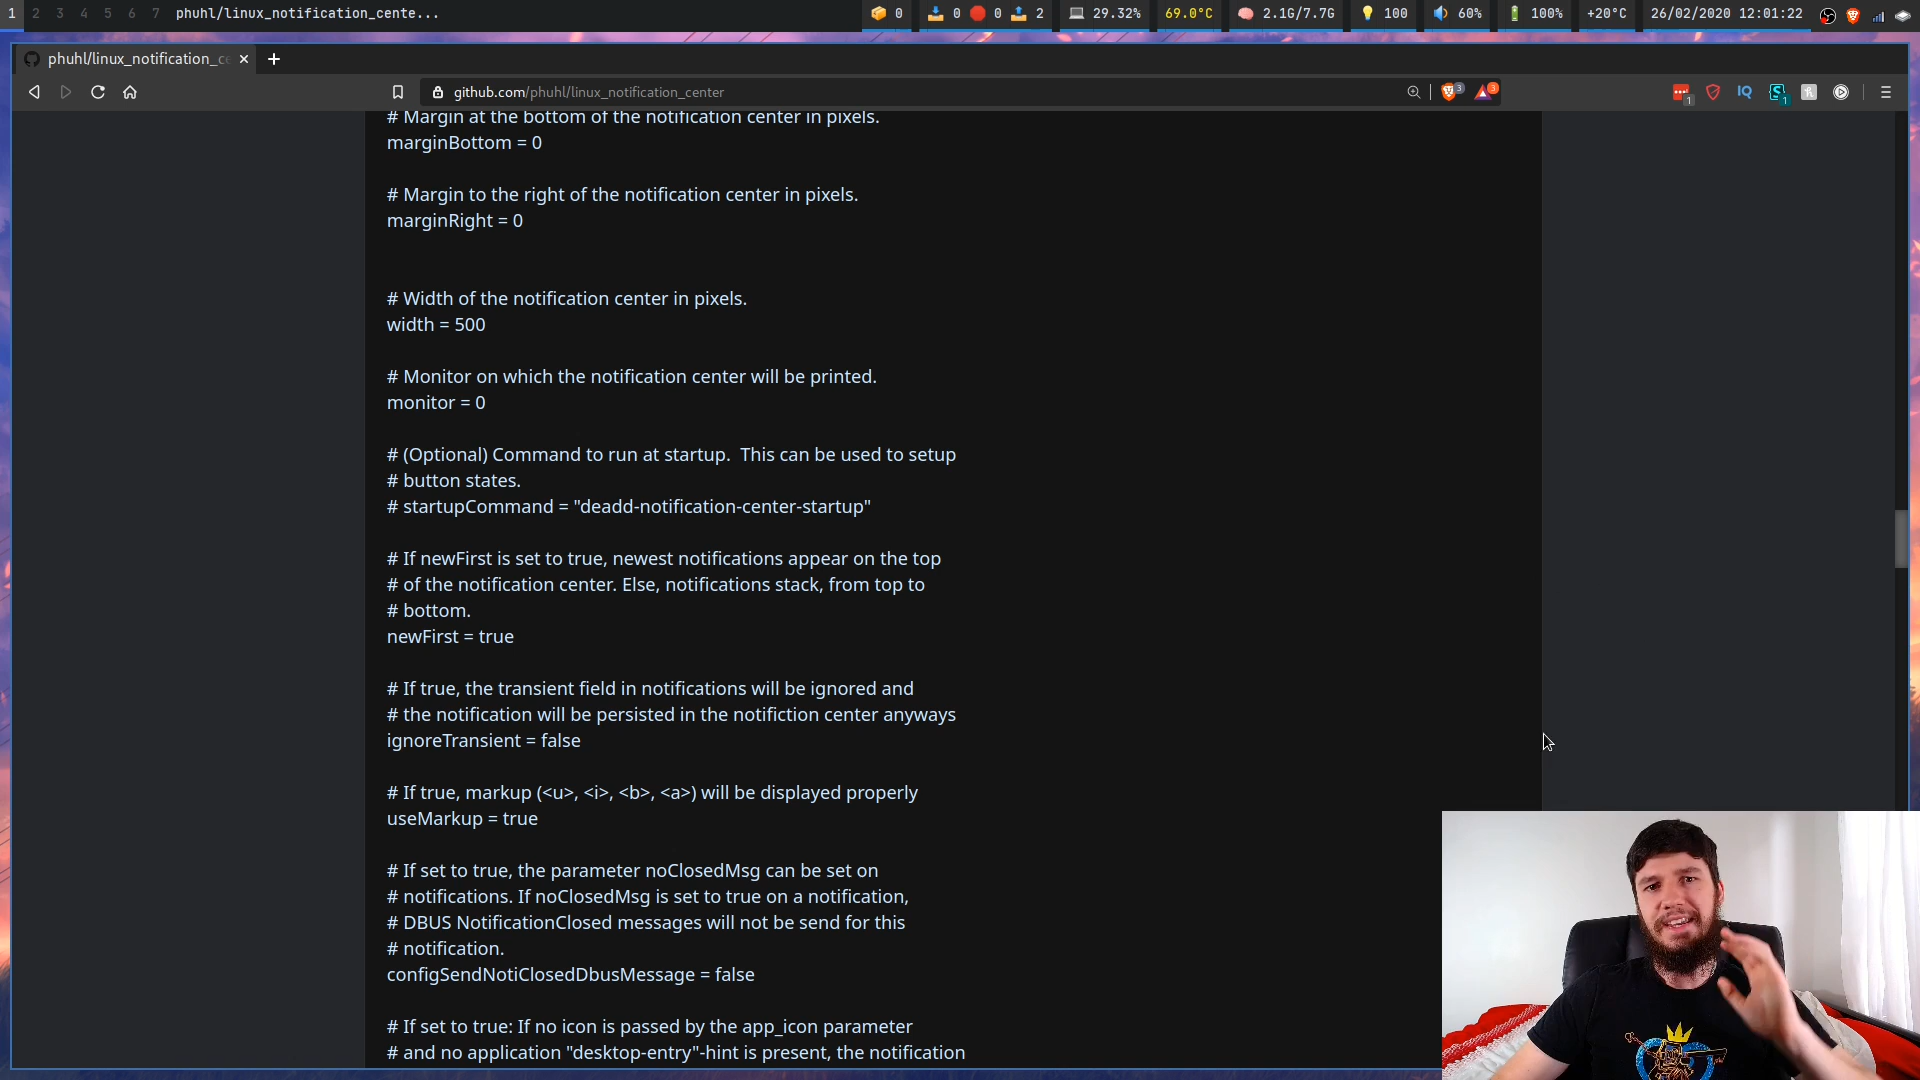 1 2 3 4 5 6 7 phuhl/linux_notification_cente... 0 0 0 2 29.32% 69.0°C 2.1G/7.7G 100 60% 100% +20°C 26/02/2020 12:01:22
phuhl/linux_notification_ce
github.com/phuhl/linux_notification_center 3 3 1 IQ 1
# Margin at the bottom of the notification center in pixels.
marginBottom = 0
# Margin to the right of the notification center in pixels.
marginRight = 0
# Width of the notification center in pixels.
width = 500
# Monitor on which the notification center will be printed.
monitor = 0
# (Optional) Command to run at startup.  This can be used to setup
# button states.
# startupCommand = "deadd-notification-center-startup"
# If newFirst is set to true, newest notifications appear on the top
# of the notification center. Else, notifications stack, from top to
# bottom.
newFirst = true
# If true, the transient field in notifications will be ignored and
# the notification will be persisted in the notifiction center anyways
ignoreTransient = false
# If true, markup (<u>, <i>, <b>, <a>) will be displayed properly
useMarkup = true
# If set to true, the parameter noClosedMsg can be set on
# notifications. If noClosedMsg is set to true on a notification,
# DBUS NotificationClosed messages will not be send for this
# notification.
configSendNotiClosedDbusMessage = false
# If set to true: If no icon is passed by the app_icon parameter
# and no application "desktop-entry"-hint is present, the notification